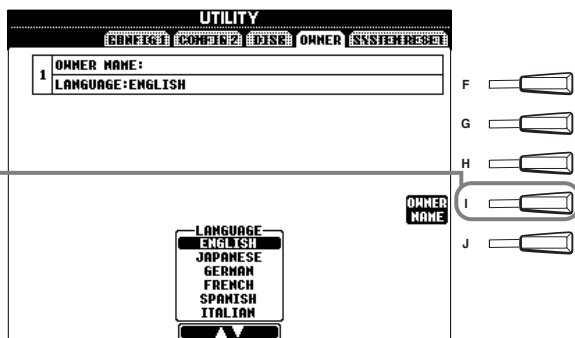 UTILITY
CONFIG 1 CONFIG 2 DISK OWNER SYSTEM RESET
1
OWNER NAME:
LANGUAGE:ENGLISH
F
G
H
I
J
OWNER
NAME
LANGUAGE
ENGLISH
JAPANESE
GERMAN
FRENCH
SPANISH
ITALIAN